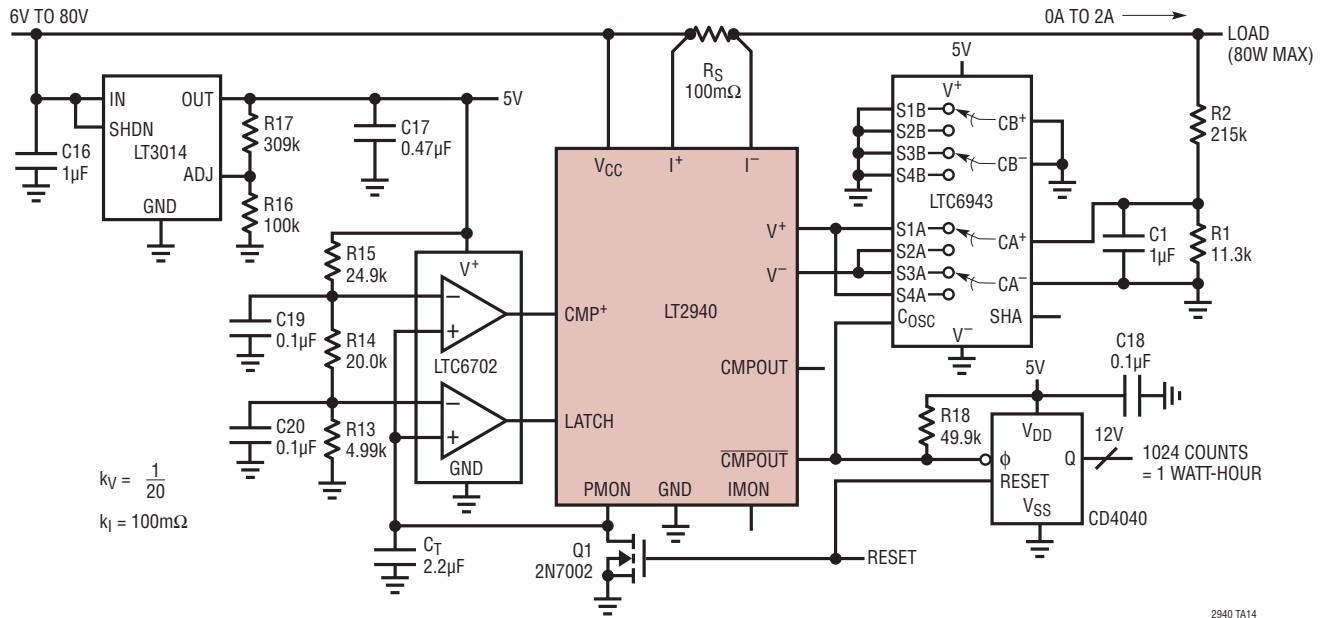 6V TO 80V
0A TO 2A
LOAD
(80W MAX)
RS
100mΩ
IN
OUT
SHDN
LT3014
ADJ
GND
C16
1µF
R17
309k
R16
100k
C17
0.47µF
5V
VCC
I+
I−
V+
V−
LT2940
CMP+
LATCH
CMPOUT
CMPOUT
PMON
GND
IMON
5V
V+
S1B
S2B
S3B
S4B
CB+
CB−
LTC6943
S1A
S2A
S3A
S4A
CA+
CA−
COSC
SHA
V−
R2
215k
C1
1µF
R1
11.3k
R15
24.9k
C19
0.1µF
R14
20.0k
C20
0.1µF
R13
4.99k
V+
−
+
LTC6702
−
+
GND
kV = 1
20
kI = 100mΩ
CT
2.2µF
Q1
2N7002
RESET
5V
C18
0.1µF
R18
49.9k
VDD
ϕ
Q
RESET
VSS
CD4040
12V
1024 COUNTS
= 1 WATT-HOUR
2940 TA14